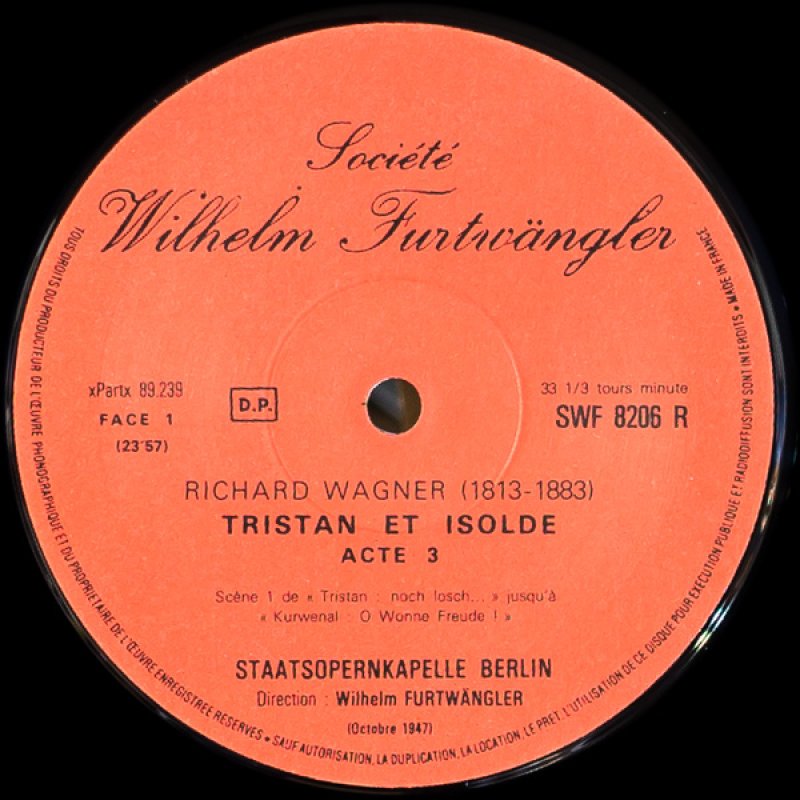 Société
Wilhelm Furtwängler
xPartx 89.239
FACE 1
(23'57)
D.P.
33 1/3 tours minute
SWF 8206 R
RICHARD WAGNER (1813-1883)
TRISTAN ET ISOLDE
ACTE 3
Scène 1 de « Tristan : noch losch... » jusqu'à
« Kurwenal : O Wonne Freude ! »
STAATSOPERNKAPELLE BERLIN
Direction : Wilhelm FURTWÄNGLER
(Octobre 1947)
TOUS DROITS DU PRODUCTEUR DE L'ŒUVRE PHONOGRAPHIQUE ET DU PROPRIETAIRE DE L'ŒUVRE ENREGISTREE RESERVES • SAUF AUTORISATION, LA DUPLICATION, LA LOCATION, LE PRET, L'UTILISATION DE CE DISQUE POUR EXECUTION PUBLIQUE ET RADIODIFFUSION SONT INTERDITS • MADE IN FRANCE